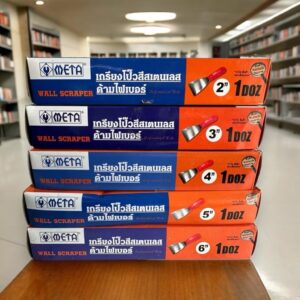 META
WALL SCRAPER
เกรียงโป๊วสีสเตนเลส
ด้ามไฟเบอร์
2"
1DOZ
META
WALL SCRAPER
เกรียงโป๊วสีสเตนเลส
ด้ามไฟเบอร์
3"
1DOZ
META
WALL SCRAPER
เกรียงโป๊วสีสเตนเลส
ด้ามไฟเบอร์
4"
1DOZ
META
WALL SCRAPER
เกรียงโป๊วสีสเตนเลส
ด้ามไฟเบอร์
5"
1DOZ
META
WALL SCRAPER
เกรียงโป๊วสีสเตนเลส
ด้ามไฟเบอร์
6"
1DOZ